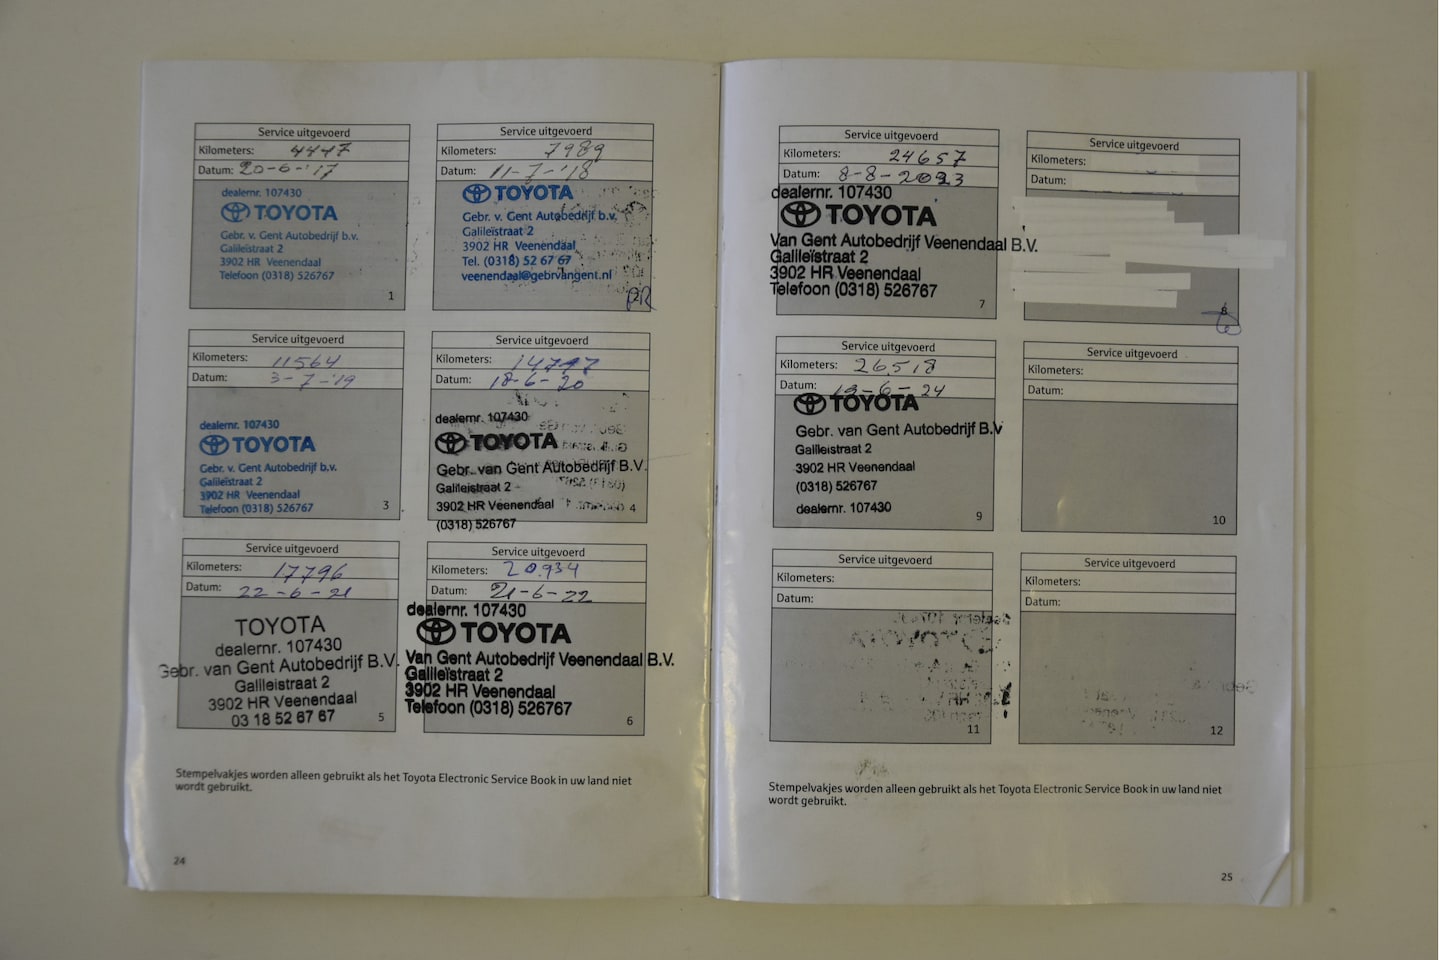 Service uitgevoerd
Kilometers: 4447
Datum: 20-6-'17
dealernr. 107430
TOYOTA
Gebr. v. Gent Autobedrijf b.v.
Galileïstraat 2
3902 HR Veenendaal
Telefoon (0318) 526767
1
Service uitgevoerd
Kilometers: 7989
Datum: 11-7-'18
TOYOTA
Gebr. v. Gent Autobedrijf b.v.
Galileïstraat 2
3902 HR Veenendaal
Tel. (0318) 52 67 67
veenendaal@gebrvangent.nl
PR
Service uitgevoerd
Kilometers: 11564
Datum: 3-7-'19
dealernr. 107430
TOYOTA
Gebr. v. Gent Autobedrijf b.v.
Galileïstraat 2
3902 HR Veenendaal
Telefoon (0318) 526767
3
Service uitgevoerd
Kilometers: 14797
Datum: 18-6-20
dealernr. 107430
TOYOTA
Gebr. van Gent Autobedrijf B.V.
Galileistraat 2
3902 HR Veenendaal
(0318) 526767
4
Service uitgevoerd
Kilometers: 17796
Datum: 22-6-21
TOYOTA
dealernr. 107430
Gebr. van Gent Autobedrijf B.V.
Galileistraat 2
3902 HR Veenendaal
03 18 52 67 67
5
Service uitgevoerd
Kilometers: 20.934
Datum: 21-6-22
dealernr. 107430
TOYOTA
Van Gent Autobedrijf Veenendaal B.V.
Galileïstraat 2
3902 HR Veenendaal
Telefoon (0318) 526767
6
Stempelvakjes worden alleen gebruikt als het Toyota Electronic Service Book in uw land niet
wordt gebruikt.
24
Service uitgevoerd
Kilometers: 24657
Datum: 8-8-2023
dealernr. 107430
TOYOTA
Van Gent Autobedrijf Veenendaal B.V.
Galileïstraat 2
3902 HR Veenendaal
Telefoon (0318) 526767
7
Service uitgevoerd
Kilometers:
Datum:
8
Service uitgevoerd
Kilometers: 26.518
Datum: 13-6-24
TOYOTA
Gebr. van Gent Autobedrijf B.V
Galileistraat 2
3902 HR Veenendaal
(0318) 526767
dealernr. 107430
9
Service uitgevoerd
Kilometers:
Datum:
10
Service uitgevoerd
Kilometers:
Datum:
11
Service uitgevoerd
Kilometers:
Datum:
12
Stempelvakjes worden alleen gebruikt als het Toyota Electronic Service Book in uw land niet
wordt gebruikt.
25